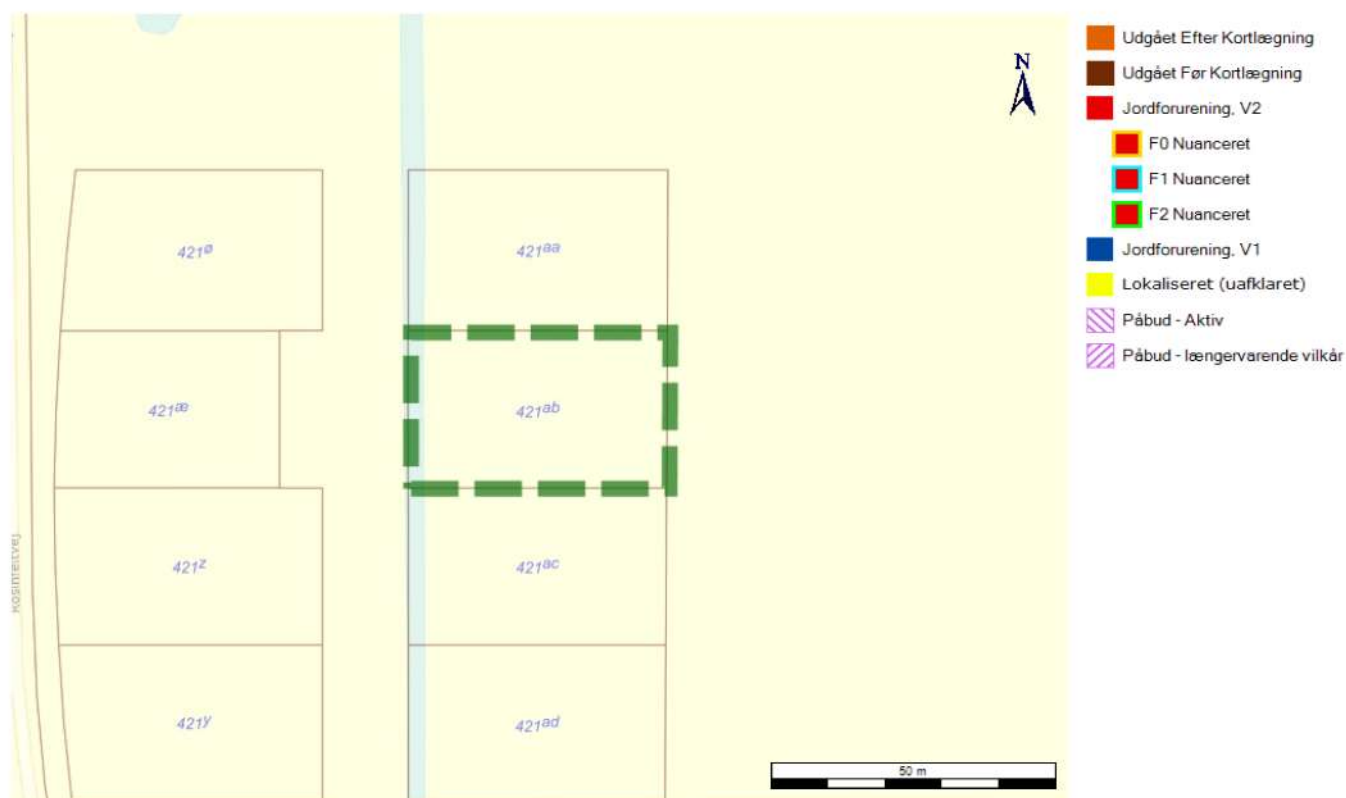 N
421ø
421aa
421æ
421ab
421z
421ac
421y
421ad
50 m
Udgået Efter Kortlægning
Udgået Før Kortlægning
Jordforurening, V2
F0 Nuanceret
F1 Nuanceret
F2 Nuanceret
Jordforurening, V1
Lokaliseret (uafklaret)
Påbud - Aktiv
Påbud - længervarende vilkår